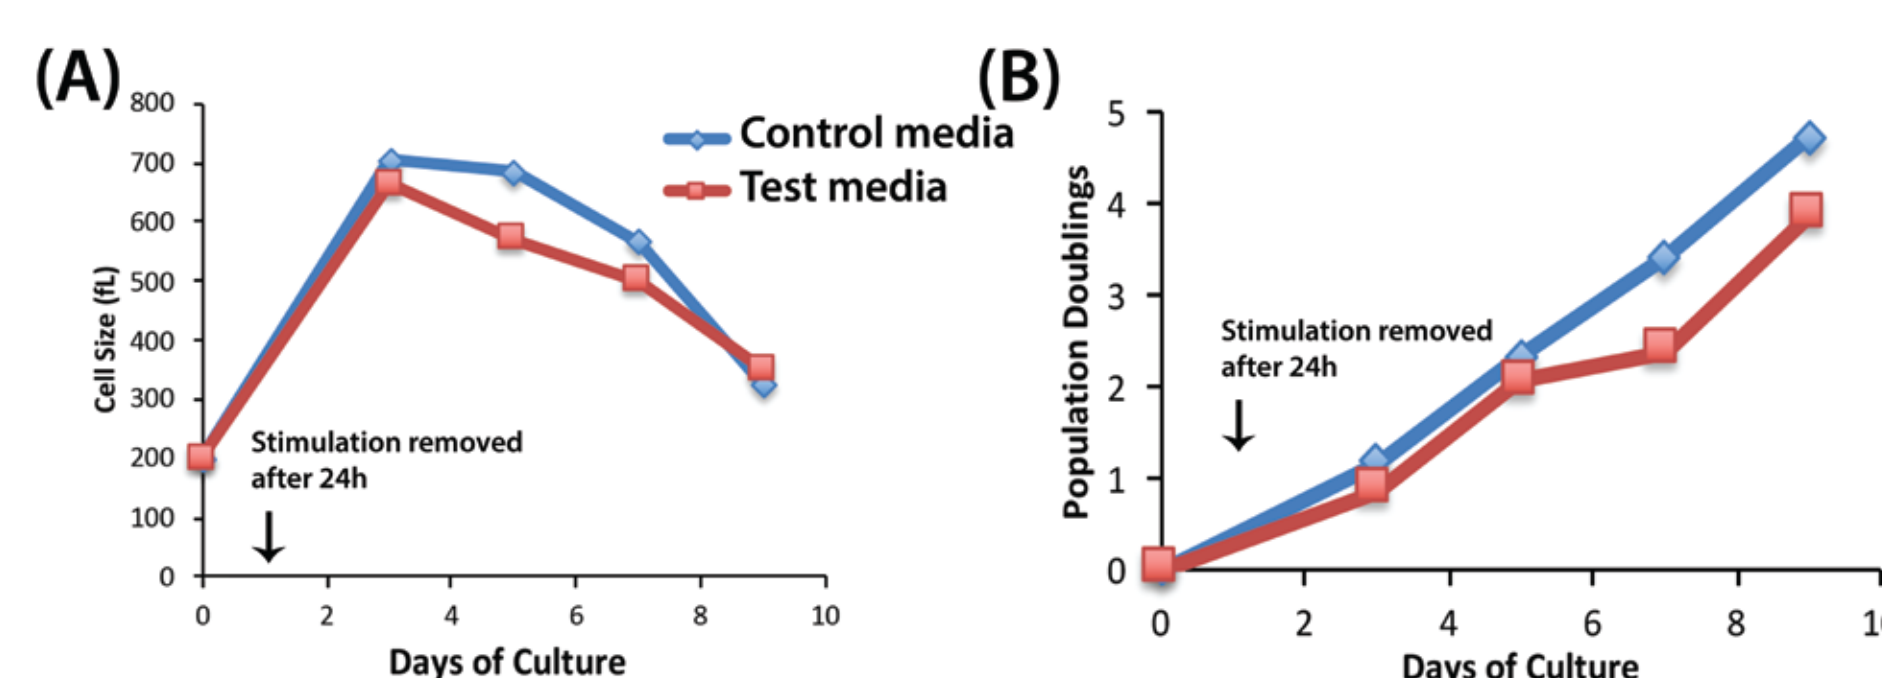 (A)
800
700
600
500
400
300
200
100
0
Cell Size (fL)
Control media
Test media
Stimulation removed
after 24h
0 2 4 6 8 10
Days of Culture
(B)
5
4
3
2
1
0
Population Doublings
Stimulation removed
after 24h
0 2 4 6 8
Days of Culture